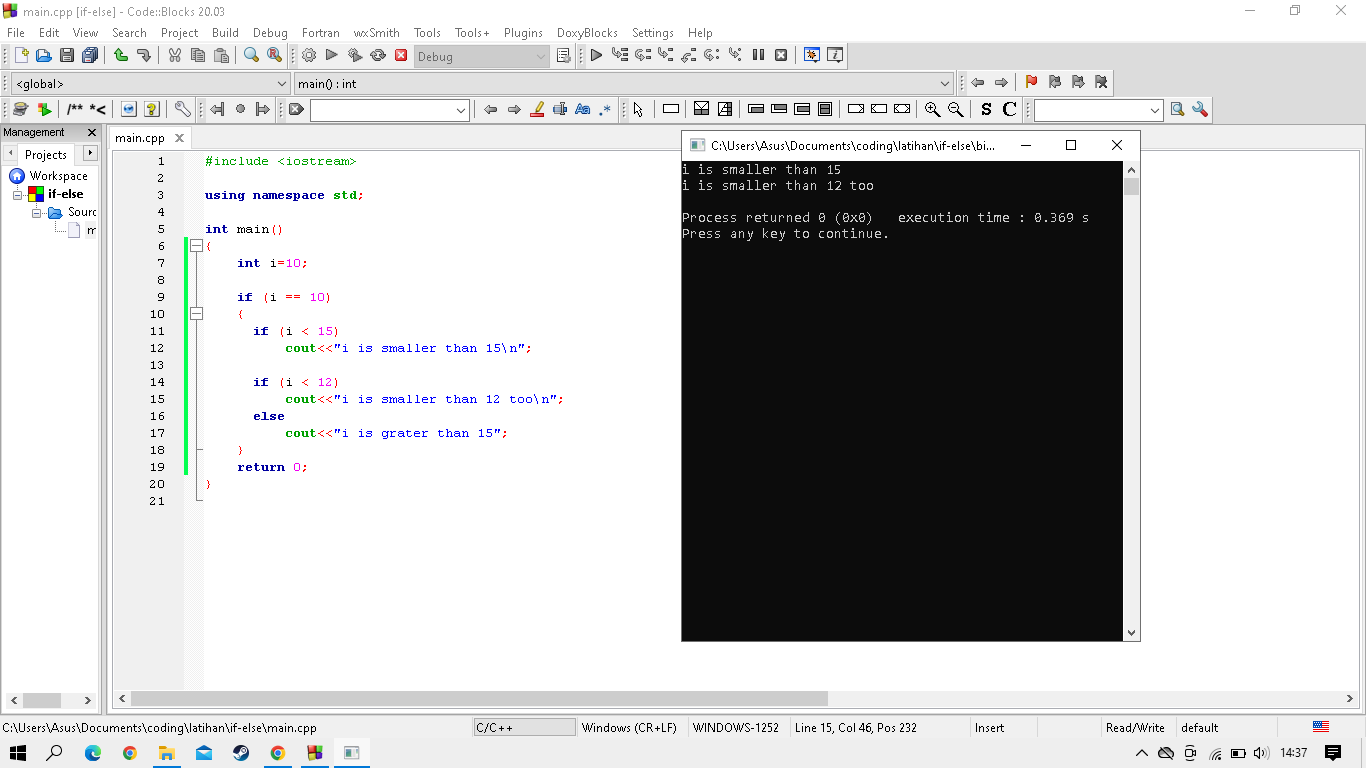 main.cpp [if-else] - Code::Blocks 20.03
File Edit View Search Project Build Debug Fortran wxSmith Tools Tools+ Plugins DoxyBlocks Settings Help
Debug
<global> main() : int
/** *< Aa .* S C
Management
main.cpp
Projects
Workspace
if-else
Sourc
m
1 #include <iostream>
2
3 using namespace std;
4
5 int main()
6 {
7 int i=10;
8
9 if (i == 10)
10 {
11 if (i < 15)
12 cout<<"i is smaller than 15\n";
13
14 if (i < 12)
15 cout<<"i is smaller than 12 too\n";
16 else
17 cout<<"i is grater than 15";
18 }
19 return 0;
20 }
21
C:\Users\Asus\Documents\coding\latihan\if-else\bi...
i is smaller than 15
i is smaller than 12 too
Process returned 0 (0x0) execution time : 0.369 s
Press any key to continue.
C:\Users\Asus\Documents\coding\latihan\if-else\main.cpp C/C++ Windows (CR+LF) WINDOWS-1252 Line 15, Col 46, Pos 232 Insert Read/Write default
14:37